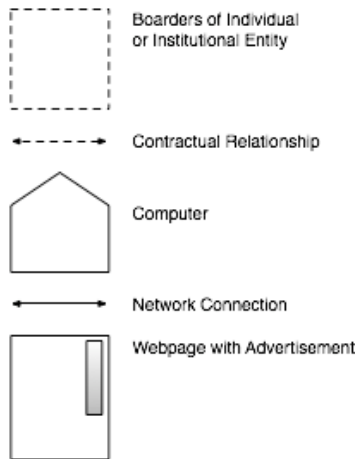 Boarders of Individual
or Institutional Entity
Contractual Relationship
Computer
Network Connection
Webpage with Advertisement